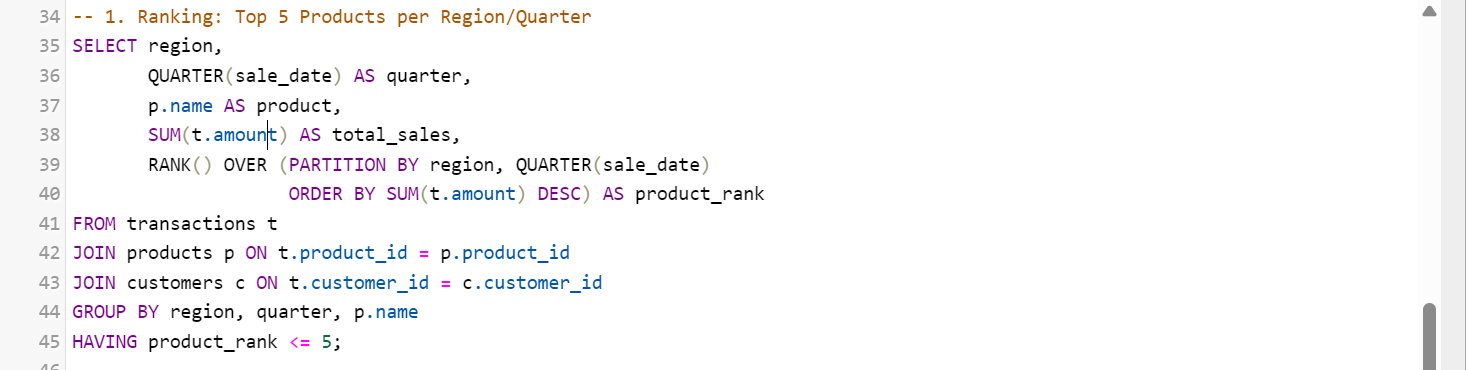 34 -- 1. Ranking: Top 5 Products per Region/Quarter
35 SELECT region,
36        QUARTER(sale_date) AS quarter,
37        p.name AS product,
38        SUM(t.amount) AS total_sales,
39        RANK() OVER (PARTITION BY region, QUARTER(sale_date)
40                     ORDER BY SUM(t.amount) DESC) AS product_rank
41 FROM transactions t
42 JOIN products p ON t.product_id = p.product_id
43 JOIN customers c ON t.customer_id = c.customer_id
44 GROUP BY region, quarter, p.name
45 HAVING product_rank <= 5;